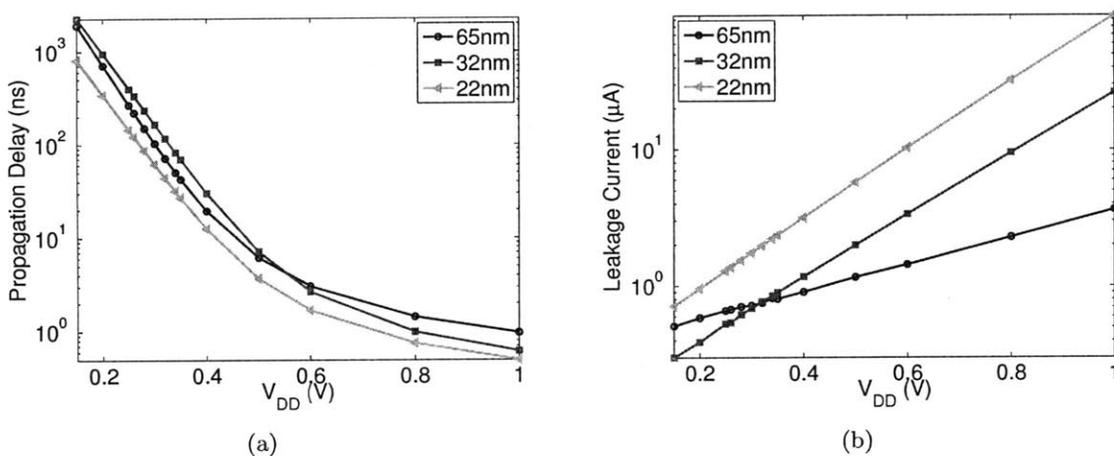 Propagation Delay (ns)
10³
10²
10¹
10⁰
0.2 0.4 0.6 0.8 1
V_DD (V)
65nm
32nm
22nm
(a)
Leakage Current (μA)
10¹
10⁰
0.2 0.4 0.6 0.8 1
V_DD (V)
65nm
32nm
22nm
(b)